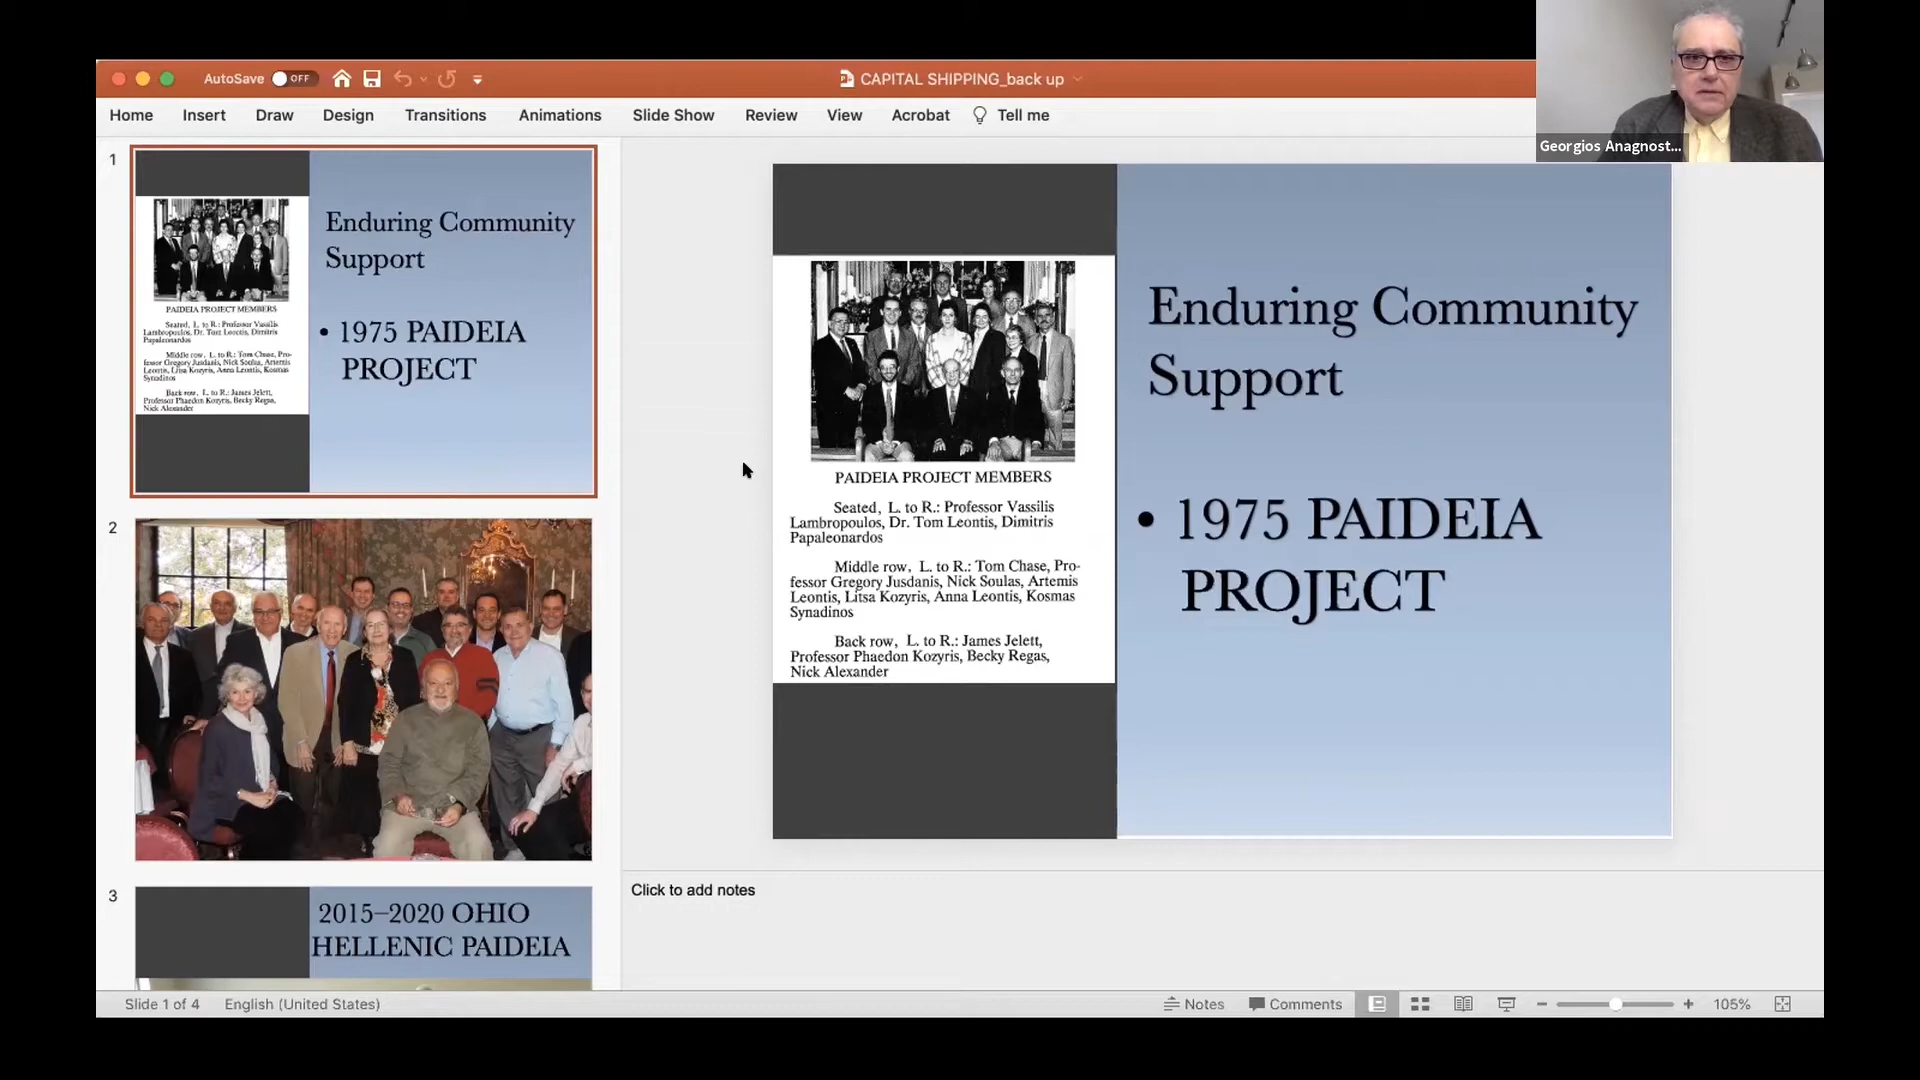 AutoSave OFF
CAPITAL SHIPPING_back up
Home Insert Draw Design Transitions Animations Slide Show Review View Acrobat Tell me
Georgios Anagnost...
1
Enduring Community
Support
• 1975 PAIDEIA
PROJECT
PAIDEIA PROJECT MEMBERS
Seated, L. to R.: Professor Vassilis
Lambropoulos, Dr. Tom Leontis, Dimitris
Papaleonardos
Middle row, L. to R.: Tom Chase, Pro-
fessor Gregory Jusdanis, Nick Soulas, Artemis
Leontis, Litsa Kozyris, Anna Leontis, Kosmas
Synadinos
Back row, L. to R.: James Jelett,
Professor Phaedon Kozyris, Becky Regas,
Nick Alexander
2
3
2015–2020 OHIO
HELLENIC PAIDEIA
PAIDEIA PROJECT MEMBERS
Seated, L. to R.: Professor Vassilis
Lambropoulos, Dr. Tom Leontis, Dimitris
Papaleonardos
Middle row, L. to R.: Tom Chase, Pro-
fessor Gregory Jusdanis, Nick Soulas, Artemis
Leontis, Litsa Kozyris, Anna Leontis, Kosmas
Synadinos
Back row, L. to R.: James Jelett,
Professor Phaedon Kozyris, Becky Regas,
Nick Alexander
Enduring Community
Support
• 1975 PAIDEIA
PROJECT
Click to add notes
Slide 1 of 4 English (United States) Notes Comments 105%